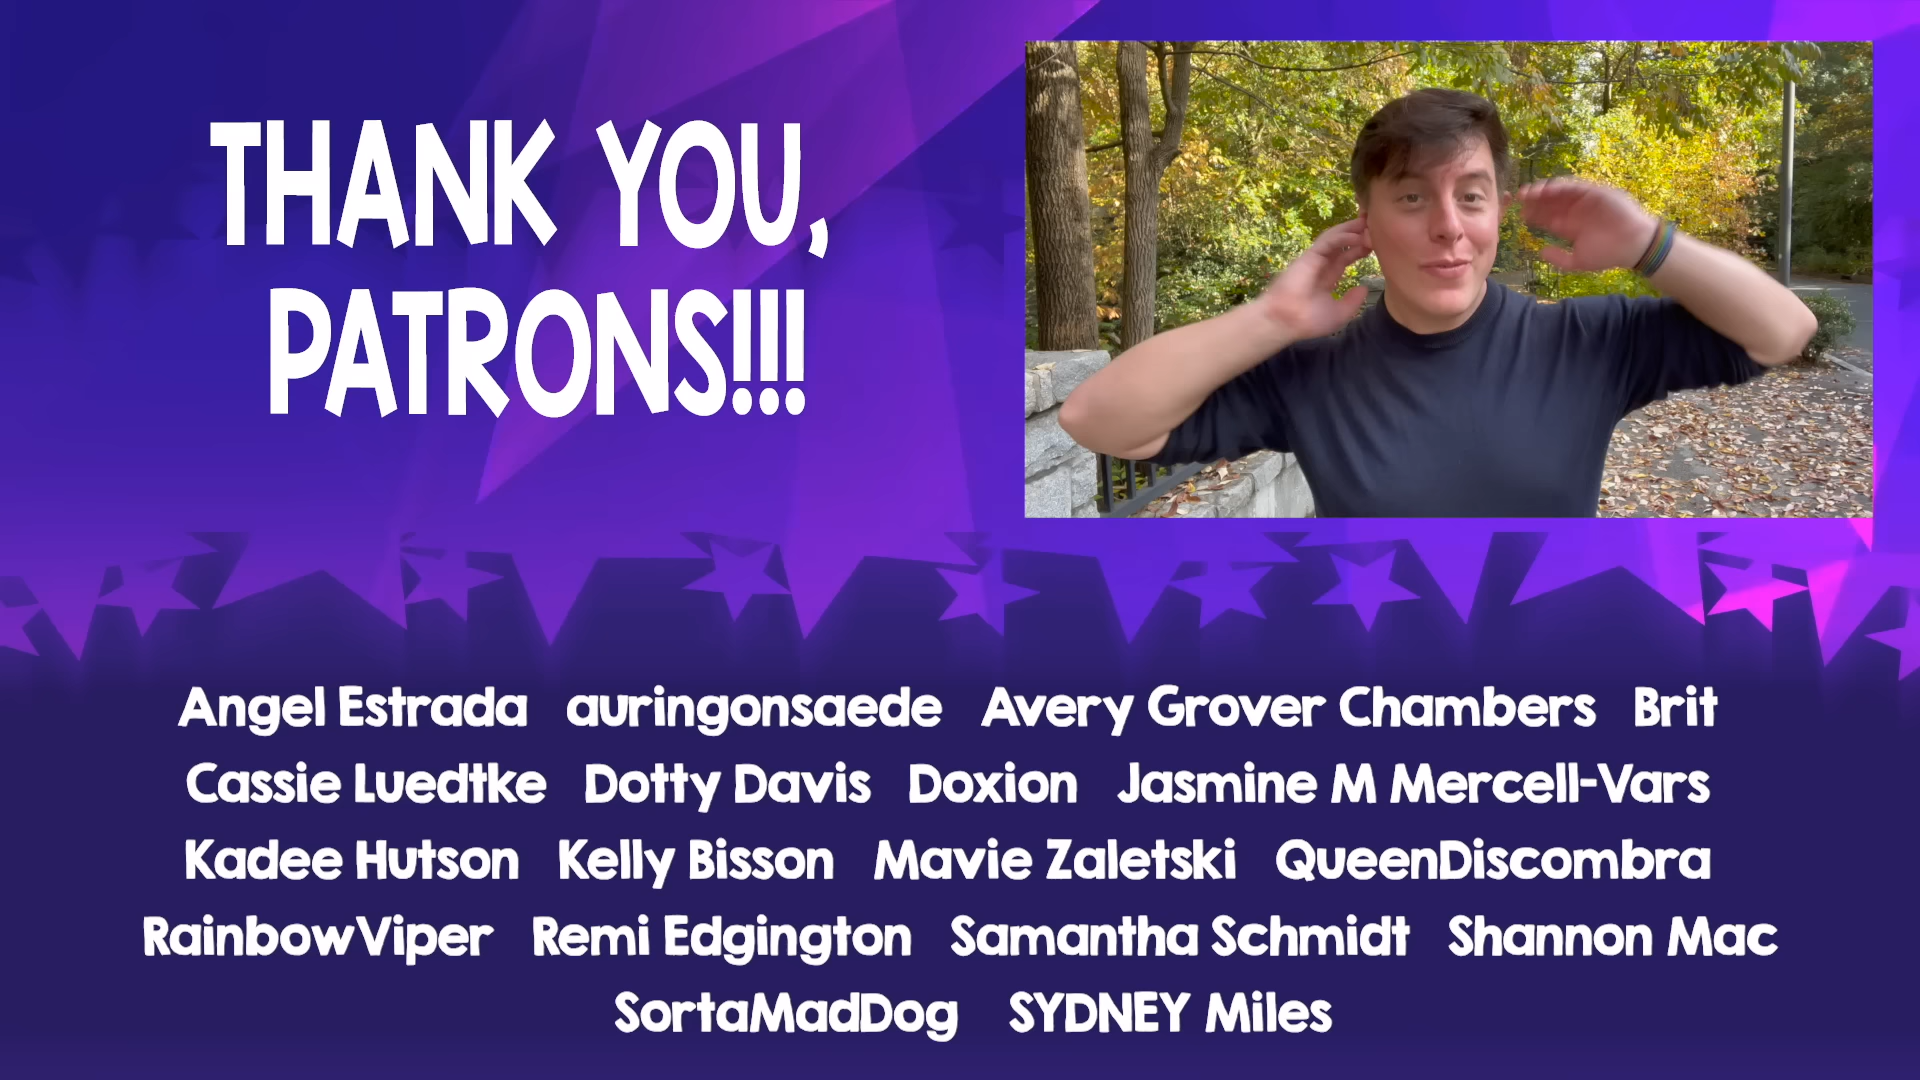 THANK YOU,
PATRONS!!!
Angel Estrada auringonsaede Avery Grover Chambers Brit
Cassie Luedtke Dotty Davis Doxion Jasmine M Mercell-Vars
Kadee Hutson Kelly Bisson Mavie Zaletski QueenDiscombra
RainbowViper Remi Edgington Samantha Schmidt Shannon Mac
SortaMadDog SYDNEY Miles